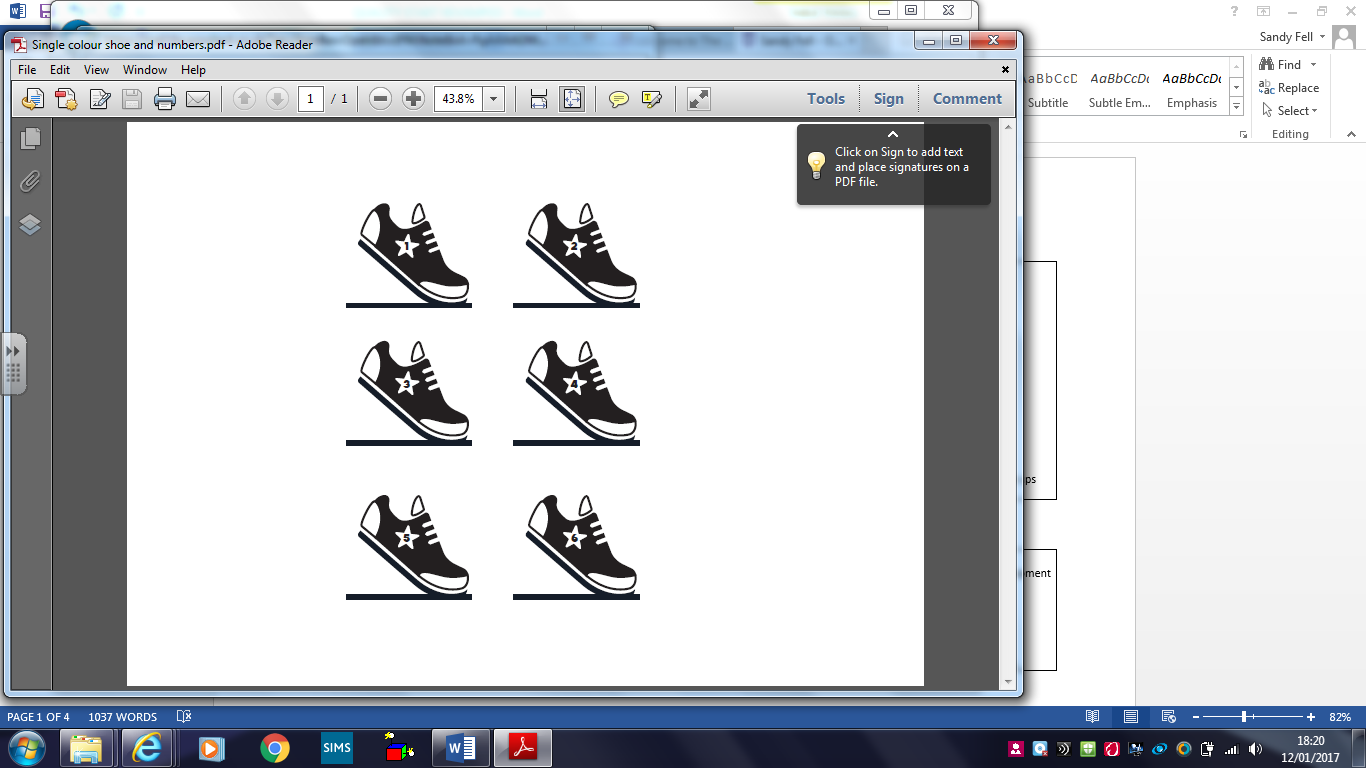 Single colour shoe and numbers.pdf - Adobe Reader
? 
Sandy Fell
File Edit View Window Help
1 / 1 43.8% Tools Sign Comment
Click on Sign to add text
and place signatures on a
PDF file.
AaBbCcD AaBbCcDc AaBbCcDc
Subtitle Subtle Em... Emphasis
Find
Replace
Select
Editing
1 2
3 4
5 6
ips
ment
PAGE 1 OF 4 1037 WORDS 82%
SIMS
18:20
12/01/2017